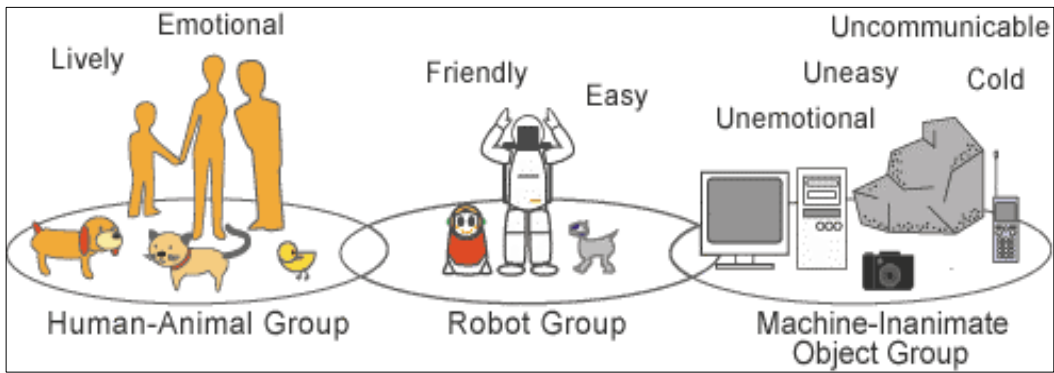 Emotional
Lively
Friendly
Easy
Uncommunicable
Uneasy
Cold
Unemotional
Human-Animal Group
Robot Group
Machine-Inanimate
Object Group